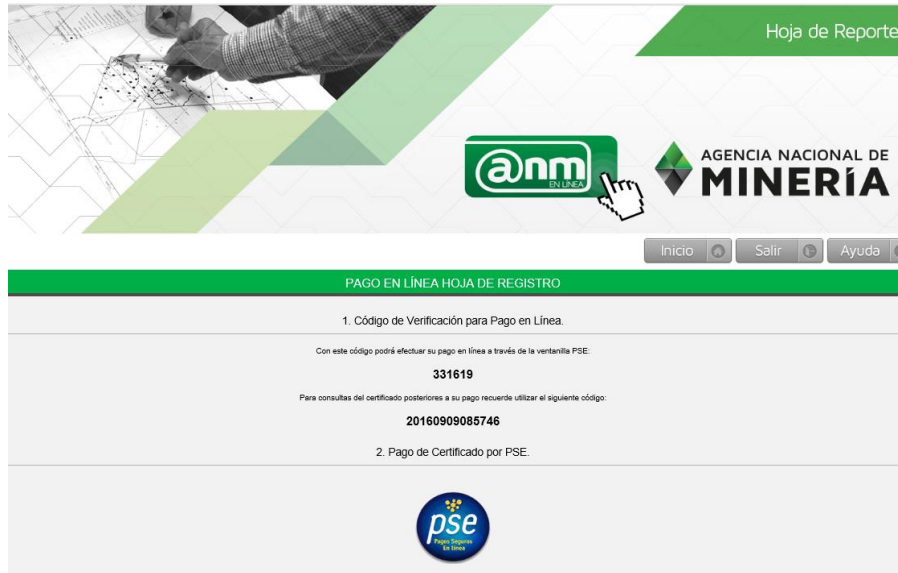 Hoja de Reporte
@nm
EN LINEA
AGENCIA NACIONAL DE
MINERÍA
Inicio
Salir
Ayuda
PAGO EN LÍNEA HOJA DE REGISTRO
1. Código de Verificación para Pago en Línea.
Con este código podrá efectuar su pago en línea a través de la ventanilla PSE:
331619
Para consultas del certificado posteriores a su pago recuerde utilizar el siguiente código:
20160909085746
2. Pago de Certificado por PSE.
pse
Pagos Seguros
En línea